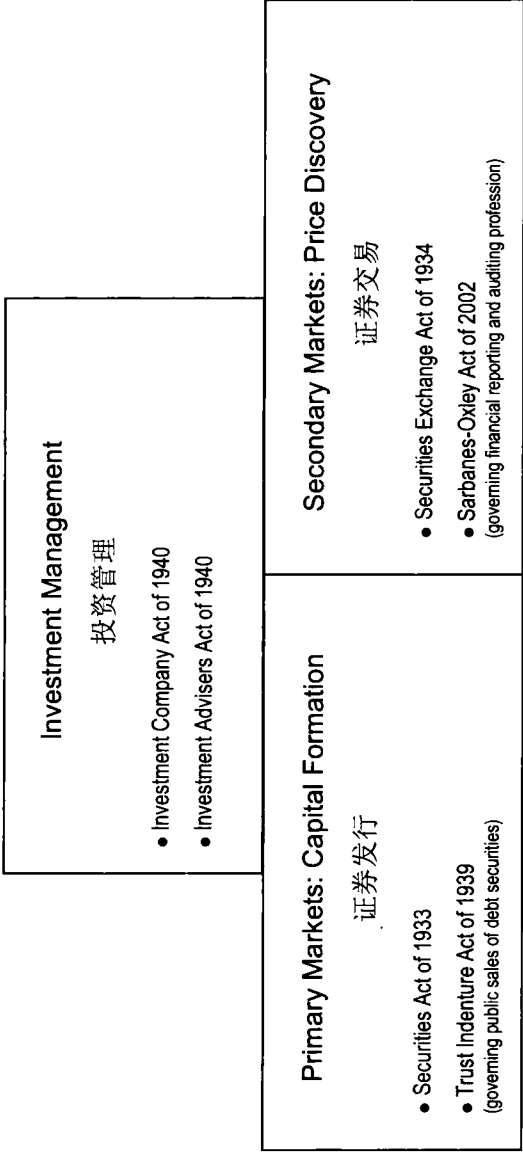 Investment Management
投资管理
● Investment Company Act of 1940
● Investment Advisers Act of 1940
Primary Markets: Capital Formation
证券发行
● Securities Act of 1933
● Trust Indenture Act of 1939
(governing public sales of debt securities)
Secondary Markets: Price Discovery
证券交易
● Securities Exchange Act of 1934
● Sarbanes-Oxley Act of 2002
(governing financial reporting and auditing profession)